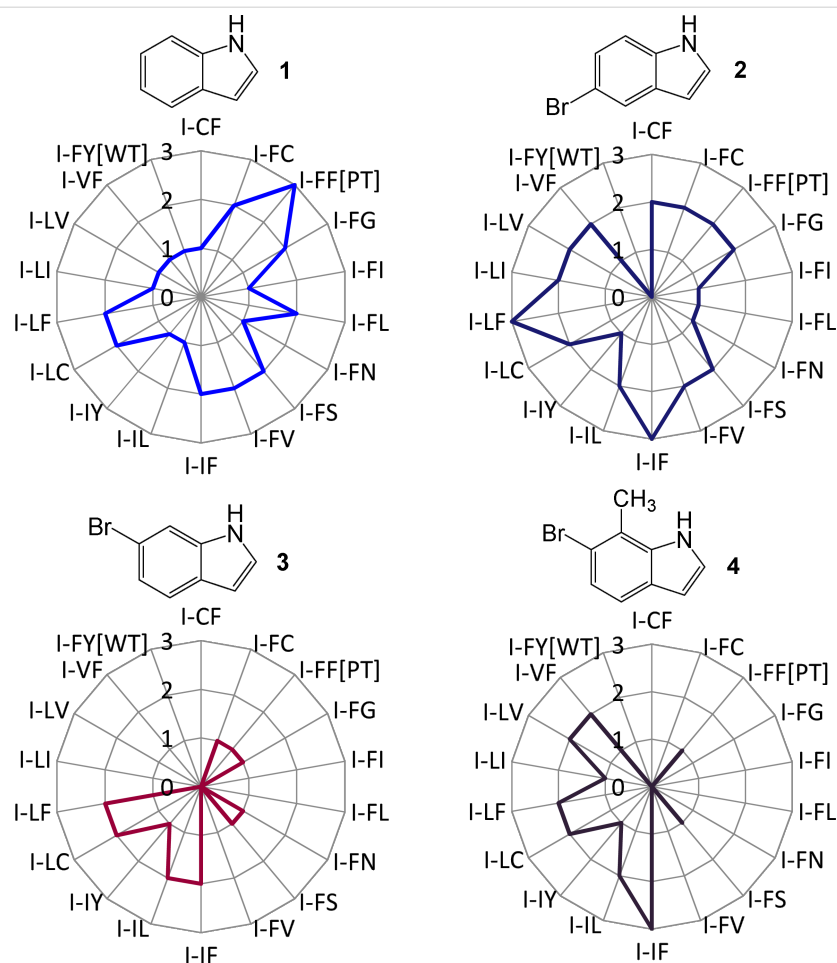 H
N
1
I-CF
I-FY[WT] 3 I-FC
I-VF I-FF[PT]
2
I-LV I-FG
1
I-LI I-FI
0
I-LF I-FL
I-LC I-FN
I-IY I-FS
I-IL I-FV
I-IF
H
N
2
Br
I-CF
I-FY[WT] 3 I-FC
I-VF I-FF[PT]
2
I-LV I-FG
1
I-LI I-FI
0
I-LF I-FL
I-LC I-FN
I-IY I-FS
I-IL I-FV
I-IF
Br H
N
3
I-CF
I-FY[WT] 3 I-FC
I-VF I-FF[PT]
2
I-LV I-FG
1
I-LI I-FI
0
I-LF I-FL
I-LC I-FN
I-IY I-FS
I-IL I-FV
I-IF
CH3
Br H
N
4
I-CF
I-FY[WT] 3 I-FC
I-VF I-FF[PT]
2
I-LV I-FG
1
I-LI I-FI
0
I-LF I-FL
I-LC I-FN
I-IY I-FS
I-IL I-FV
I-IF